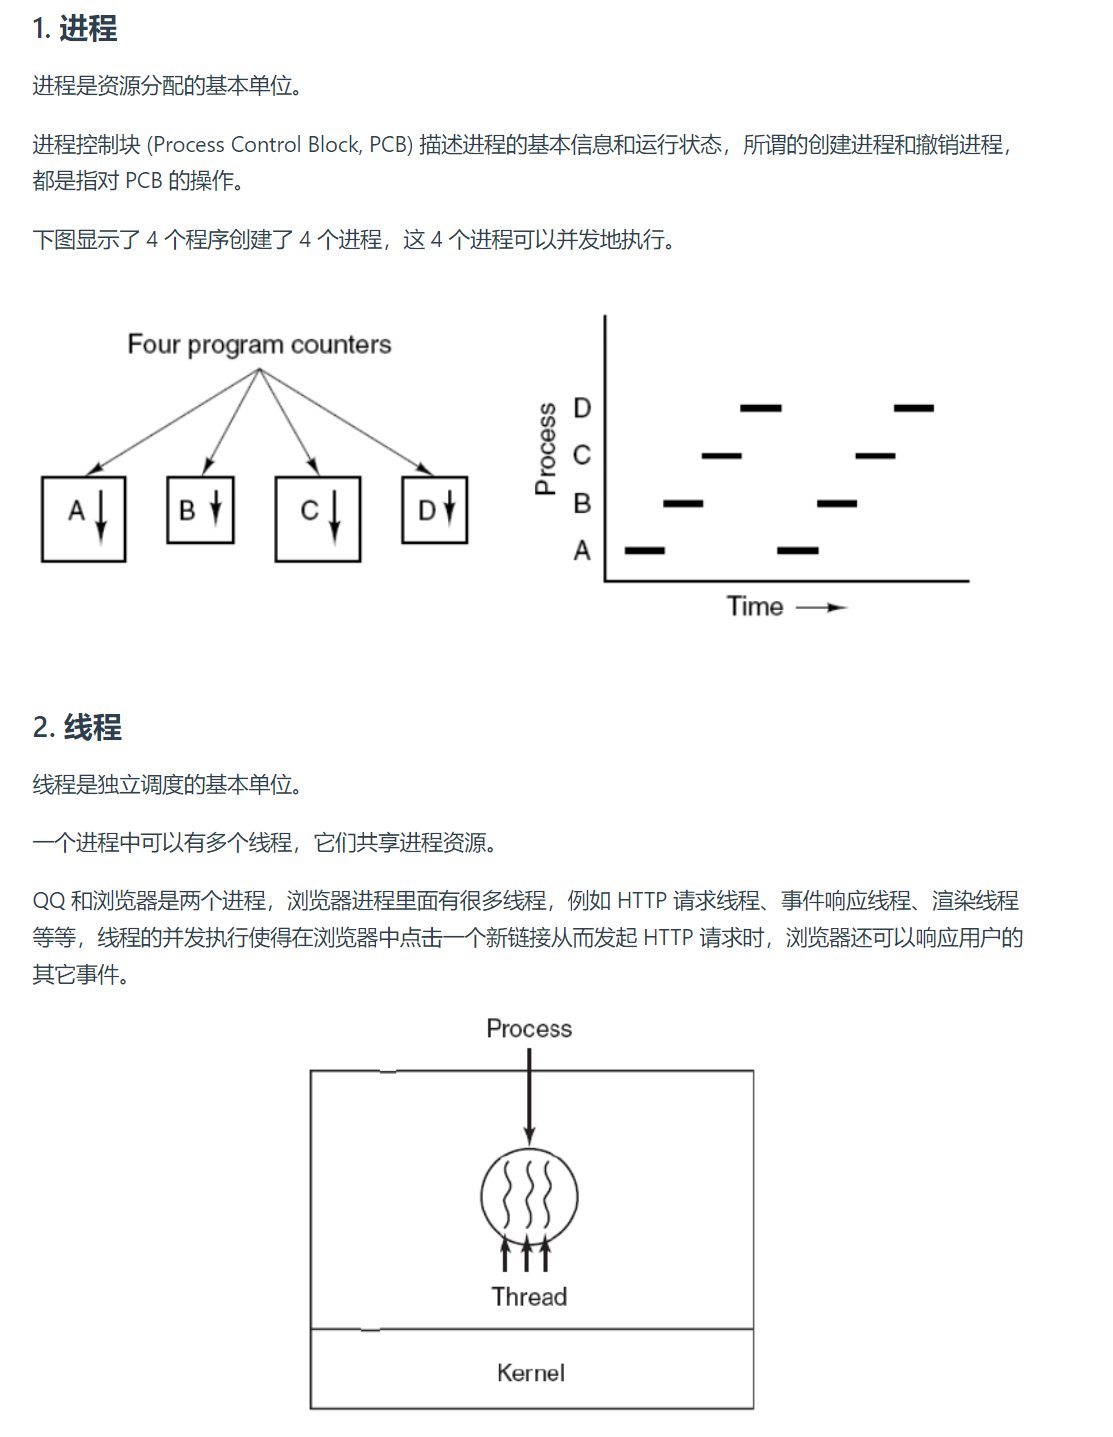 1. 进程
进程是资源分配的基本单位。
进程控制块 (Process Control Block, PCB) 描述进程的基本信息和运行状态，所谓的创建进程和撤销进程，
都是指对 PCB 的操作。
下图显示了 4 个程序创建了 4 个进程，这 4 个进程可以并发地执行。
Four program counters
A
B
C
D
Process
D
C
B
A
Time
2. 线程
线程是独立调度的基本单位。
一个进程中可以有多个线程，它们共享进程资源。
QQ 和浏览器是两个进程，浏览器进程里面有很多线程，例如 HTTP 请求线程、事件响应线程、渲染线程
等等，线程的并发执行使得在浏览器中点击一个新链接从而发起 HTTP 请求时，浏览器还可以响应用户的
其它事件。
Process
Thread
Kernel